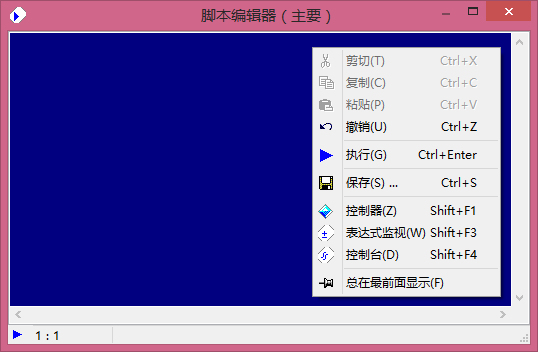 脚本编辑器（主要）
剪切(T) Ctrl+X
复制(C) Ctrl+C
粘贴(P) Ctrl+V
撤销(U) Ctrl+Z
执行(G) Ctrl+Enter
保存(S) ... Ctrl+S
控制器(Z) Shift+F1
表达式监视(W) Shift+F3
控制台(D) Shift+F4
总在最前面显示(F)
1 : 1